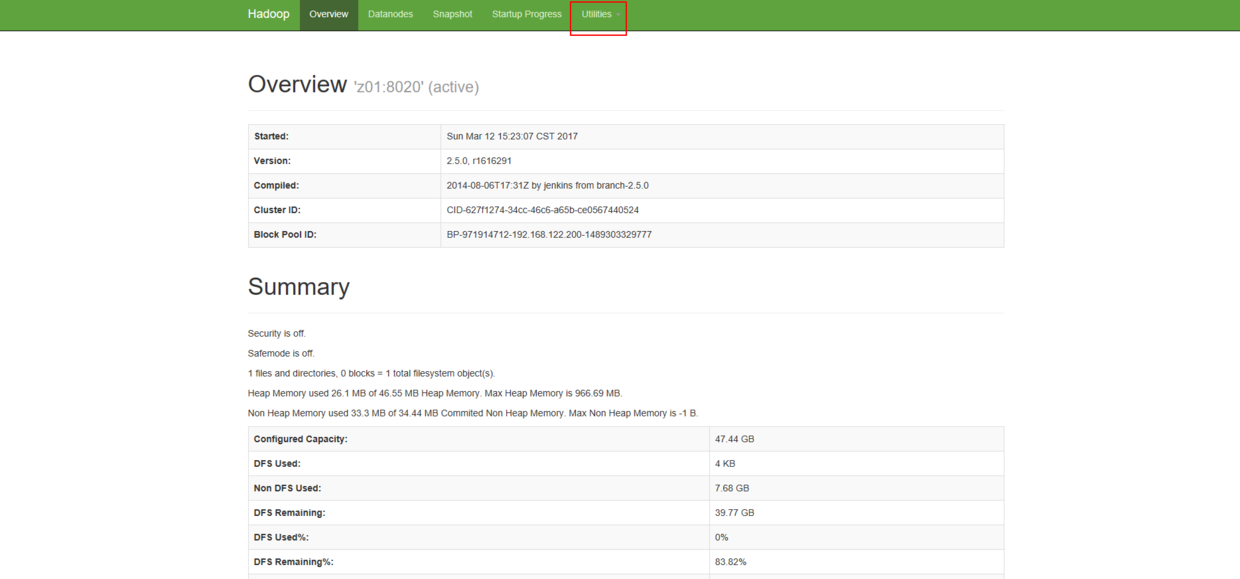 Hadoop Overview Datanodes Snapshot Startup Progress Utilities
Overview 'z01:8020' (active)
Started: Sun Mar 12 15:23:07 CST 2017
Version: 2.5.0, r1616291
Compiled: 2014-08-06T17:31Z by jenkins from branch-2.5.0
Cluster ID: CID-627f1274-34cc-46c6-a65b-ce0567440524
Block Pool ID: BP-971914712-192.168.122.200-1489303329777
Summary
Security is off.
Safemode is off.
1 files and directories, 0 blocks = 1 total filesystem object(s).
Heap Memory used 26.1 MB of 46.55 MB Heap Memory. Max Heap Memory is 966.69 MB.
Non Heap Memory used 33.3 MB of 34.44 MB Commited Non Heap Memory. Max Non Heap Memory is -1 B.
Configured Capacity: 47.44 GB
DFS Used: 4 KB
Non DFS Used: 7.68 GB
DFS Remaining: 39.77 GB
DFS Used%: 0%
DFS Remaining%: 83.82%